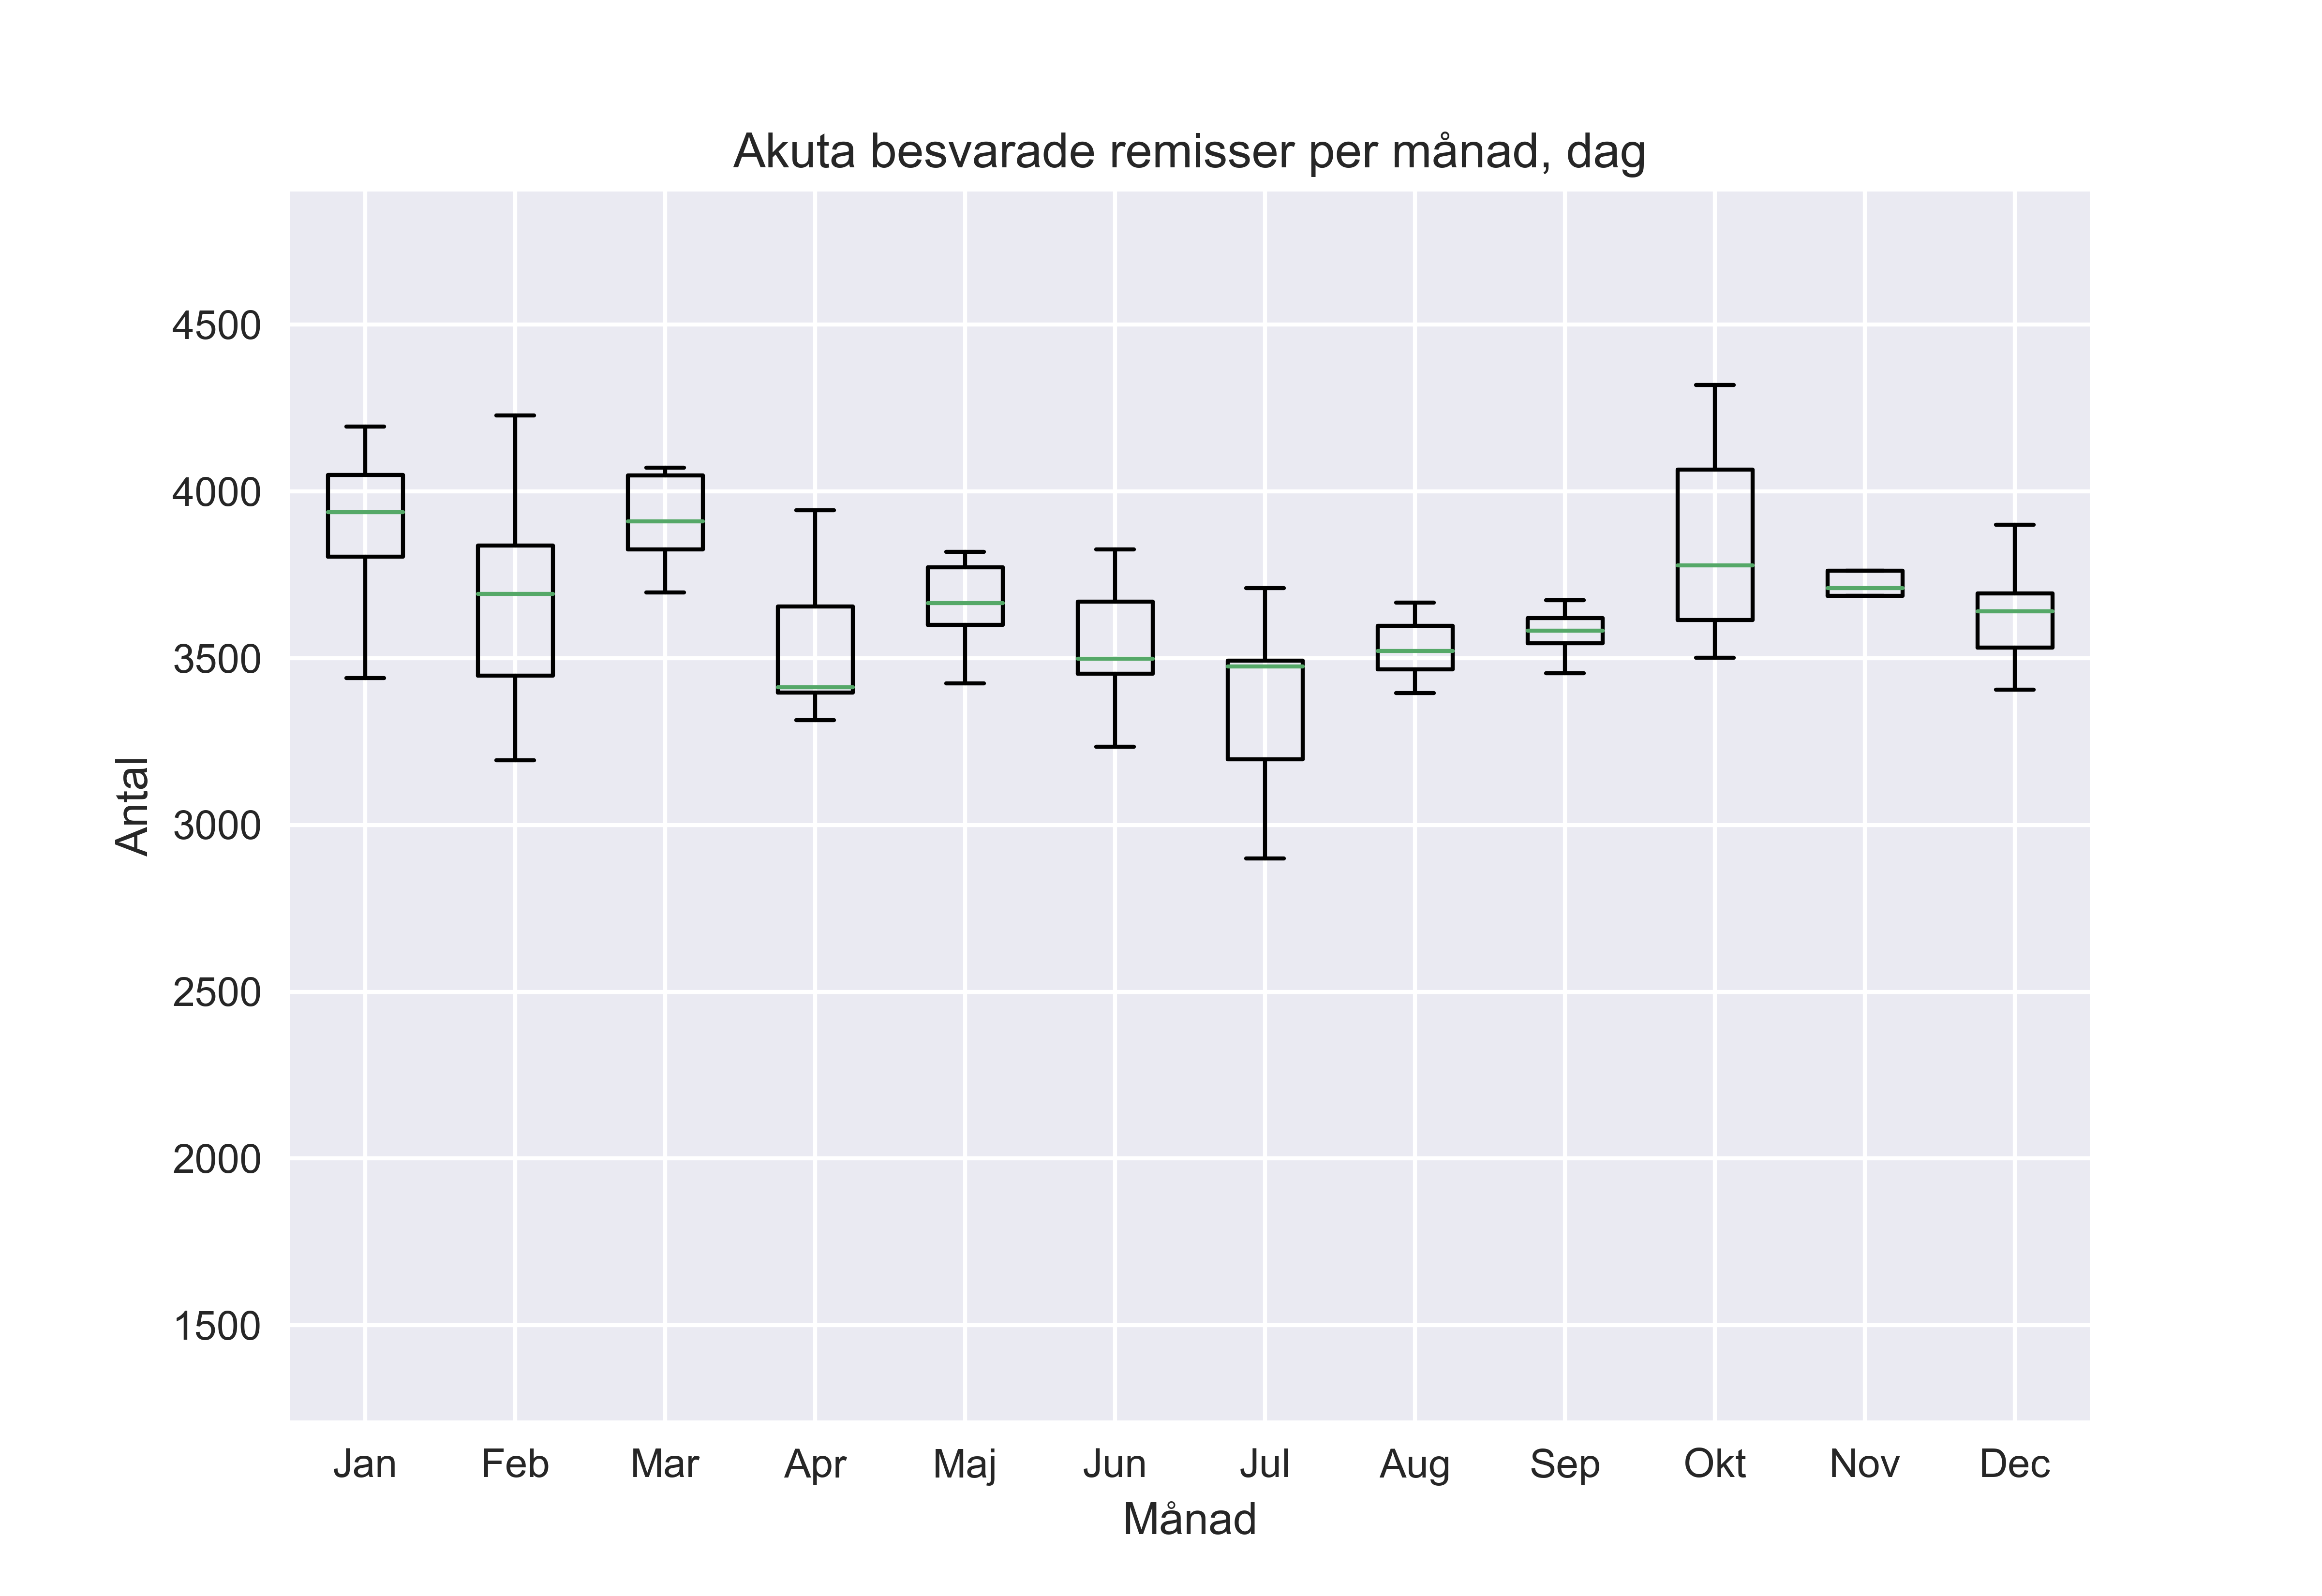 Akuta besvarade remisser per månad, dag
Antal
4500
4000
3500
3000
2500
2000
1500
Jan Feb Mar Apr Maj Jun Jul Aug Sep Okt Nov Dec
Månad